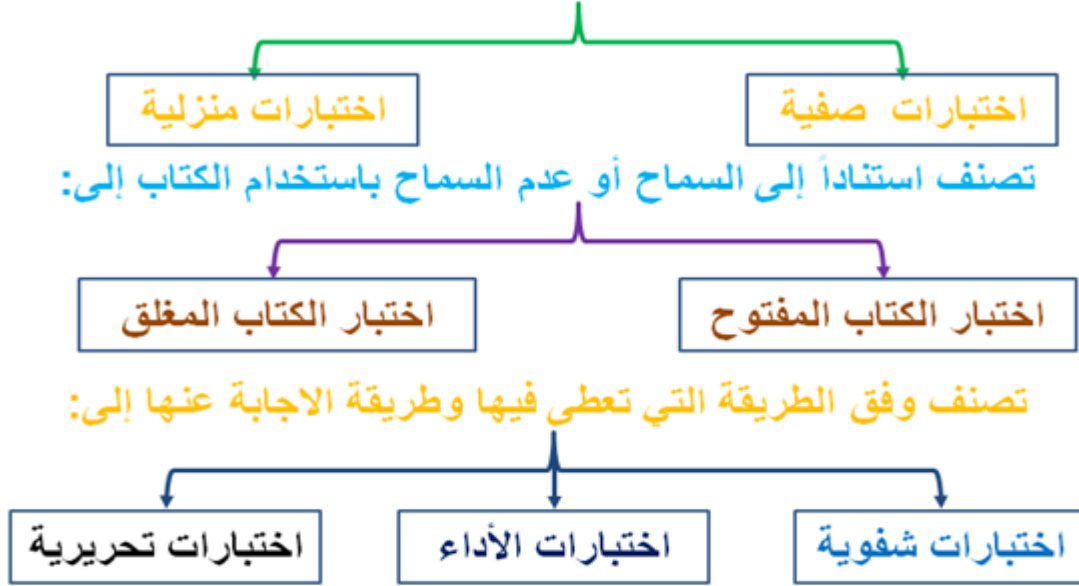 اختبارات صفية
اختبارات منزلية
تصنف استناداً إلى السماح أو عدم السماح باستخدام الكتاب إلى:
اختبار الكتاب المفتوح
اختبار الكتاب المغلق
تصنف وفق الطريقة التي تعطى فيها وطريقة الاجابة عنها إلى:
اختبارات شفوية
اختبارات الأداء
اختبارات تحريرية